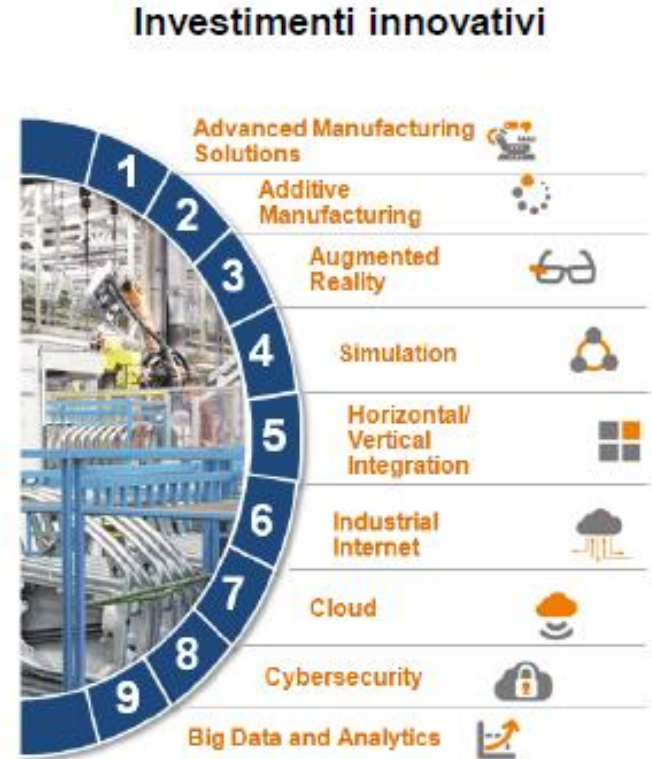 Investimenti innovativi
1
Advanced Manufacturing
Solutions
2
Additive
Manufacturing
3
Augmented
Reality
4
Simulation
5
Horizontal/
Vertical
Integration
6
Industrial
Internet
7
Cloud
8
Cybersecurity
9
Big Data and Analytics